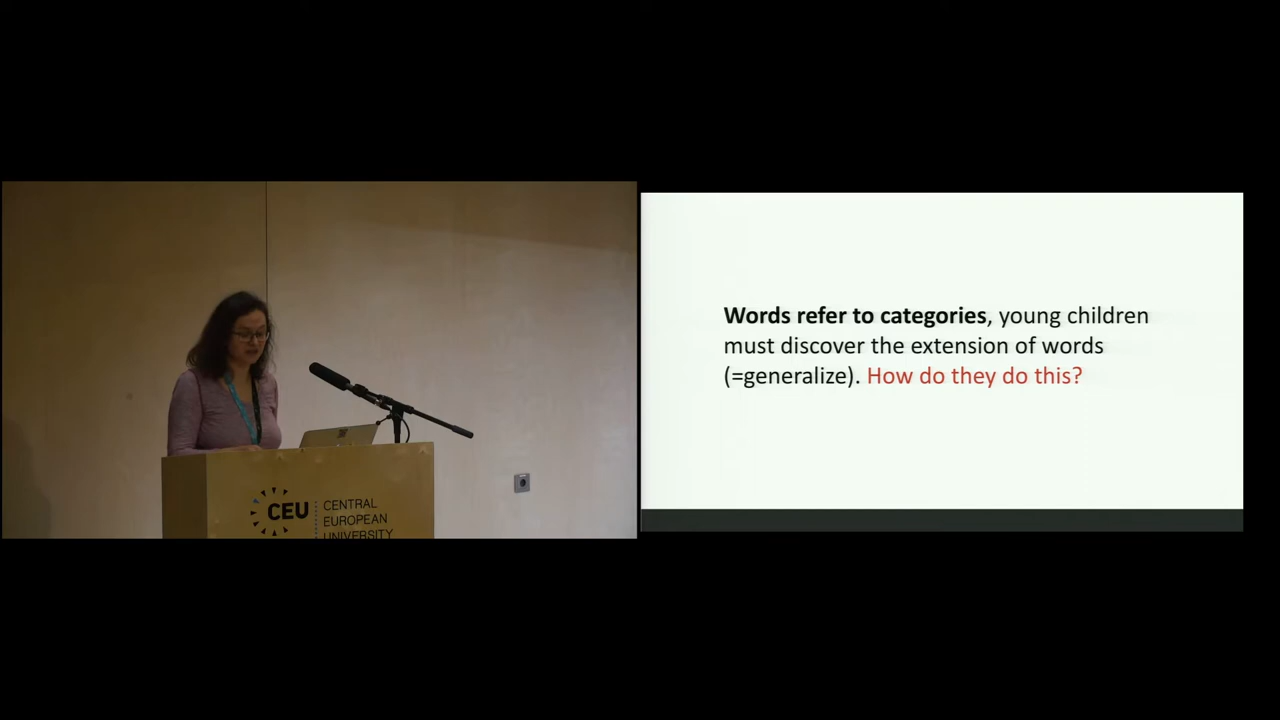 CEU
CENTRAL
EUROPEAN
UNIVERSITY
Words refer to categories, young children
must discover the extension of words
(=generalize). How do they do this?